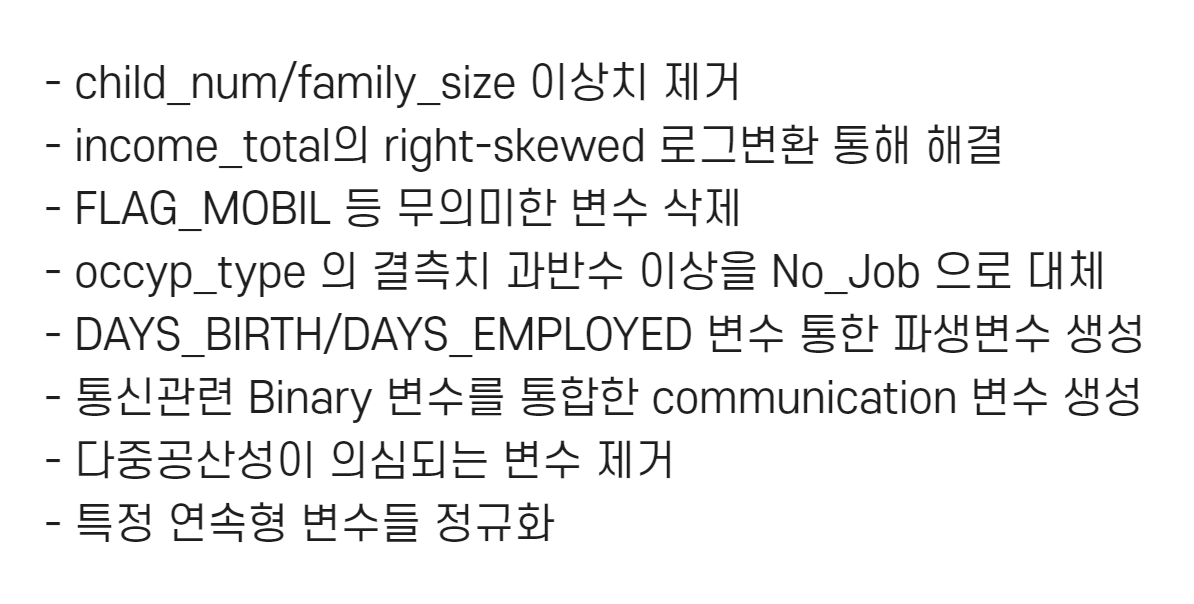 - child_num/family_size 이상치 제거
- income_total의 right-skewed 로그변환 통해 해결
- FLAG_MOBIL 등 무의미한 변수 삭제
- occyp_type 의 결측치 과반수 이상을 No_Job 으로 대체
- DAYS_BIRTH/DAYS_EMPLOYED 변수 통한 파생변수 생성
- 통신관련 Binary 변수를 통합한 communication 변수 생성
- 다중공산성이 의심되는 변수 제거
- 특정 연속형 변수들 정규화